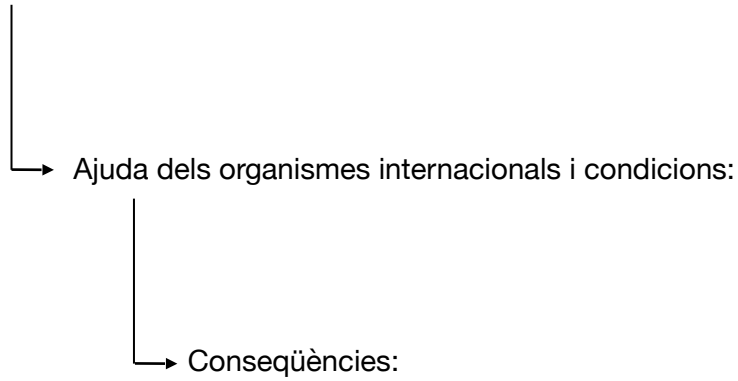 Ajuda dels organismes internacionals i condicions:
Conseqüències: